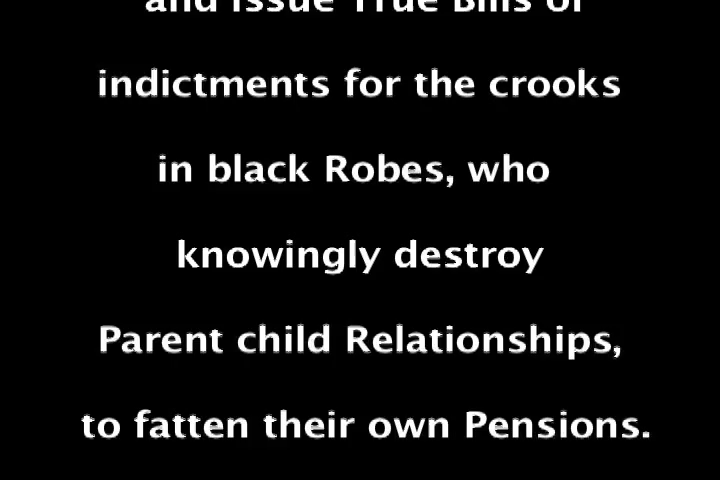 and issue True Bills of
indictments for the crooks
in black Robes, who
knowingly destroy
Parent child Relationships,
to fatten their own Pensions.